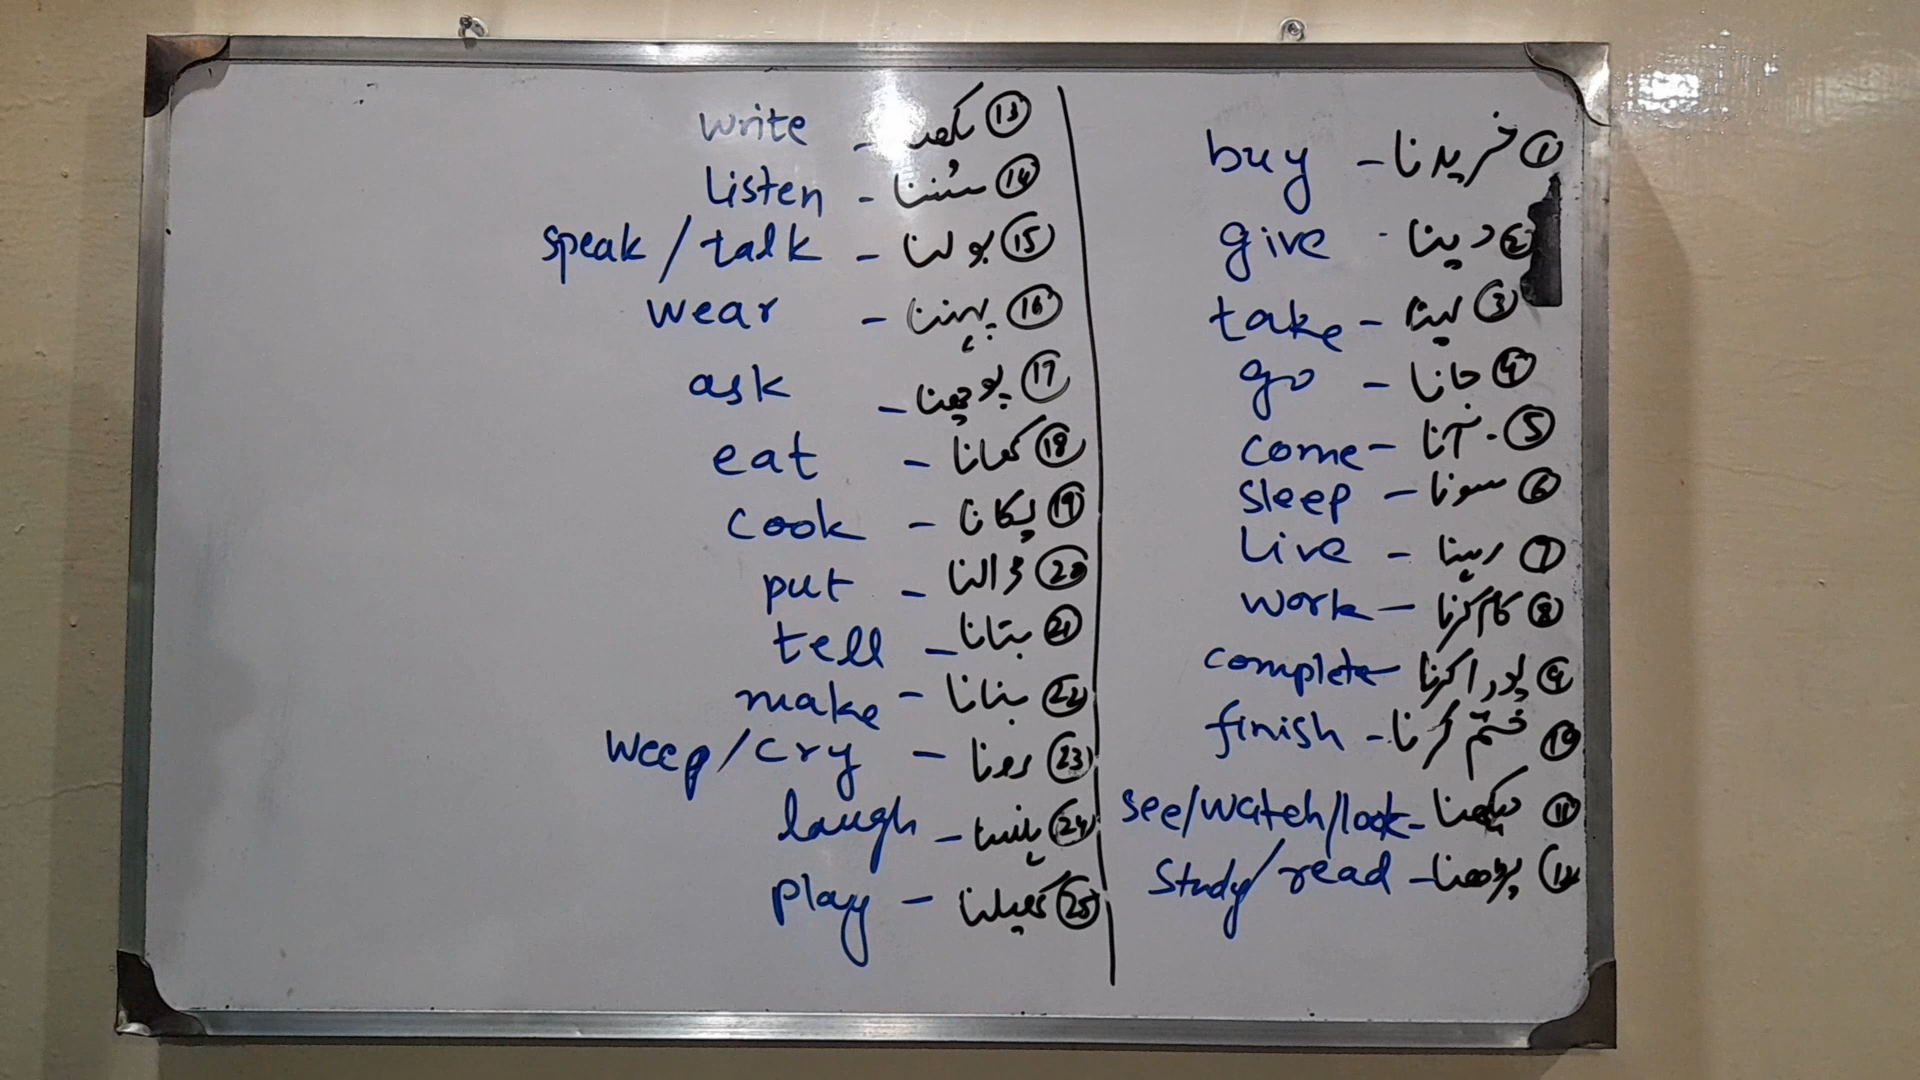 ① خریدنا - buy
② دینا - give
③ لینا - take
④ جانا - go
⑤ آنا - come
⑥ سونا - sleep
⑦ رہنا - Live
⑧ کام کرنا - work
⑨ پورا کرنا - complete
⑩ ختم کرنا - finish
⑪ دیکھنا - see/watch/look
⑫ پڑھنا - Study/read
⑬ لکھنا - write
⑭ سُننا - Listen
⑮ بولنا - speak / talk
⑯ پہننا - wear
⑰ پوچھنا - ask
⑱ کھانا - eat
⑲ پکانا - cook
⑳ ڈالنا - put
㉑ بتانا - tell
㉒ بنانا - make
㉓ رونا - weep/cry
㉔ ہنسنا - laugh
㉕ کھیلنا - play